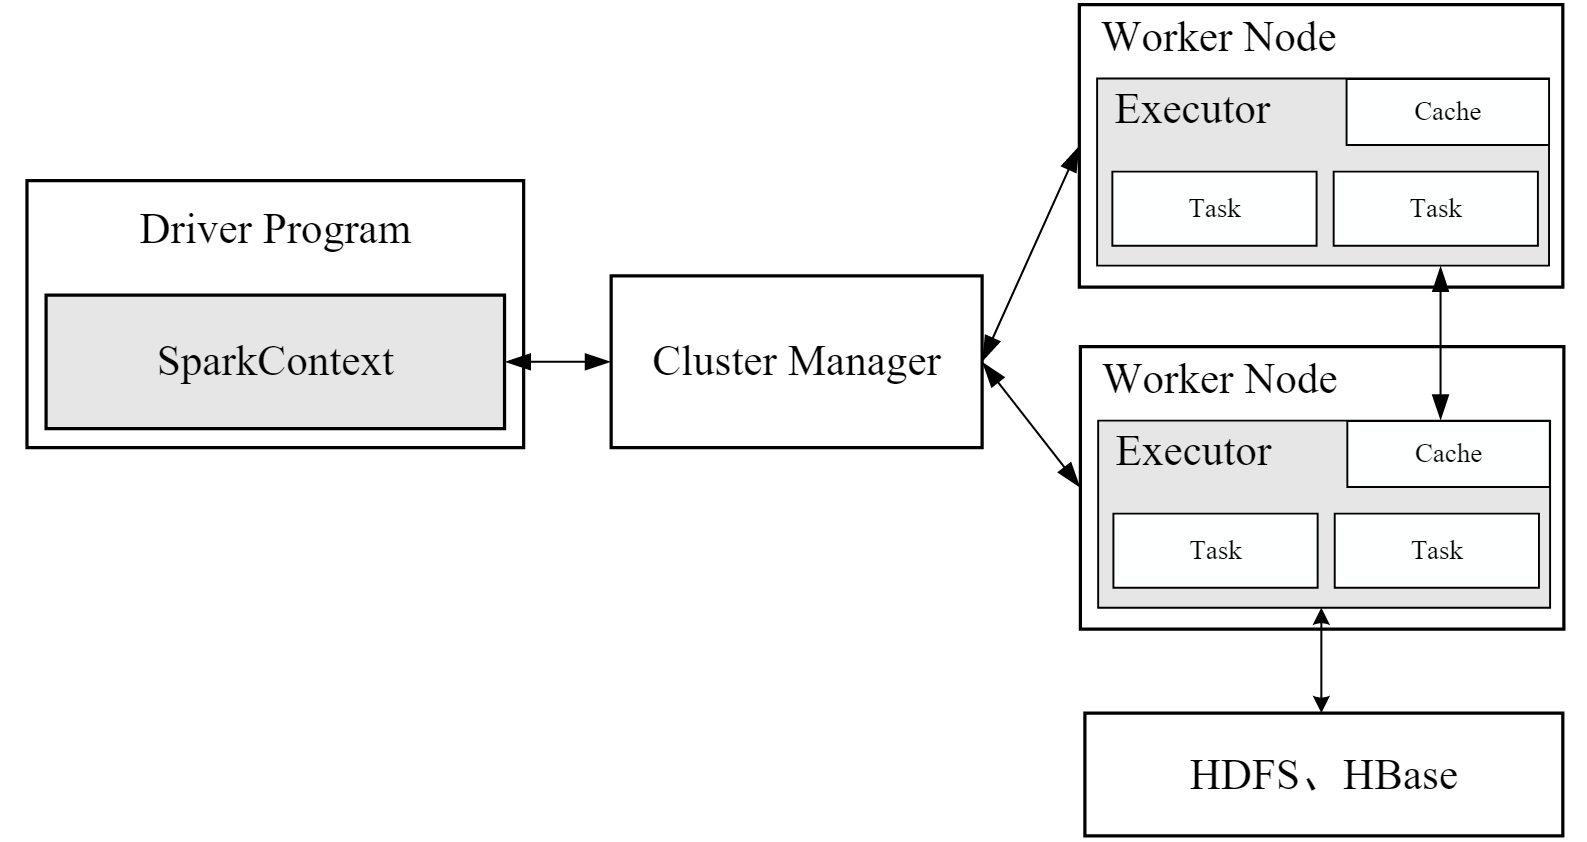 Driver Program
SparkContext
Cluster Manager
Worker Node
Executor
Cache
Task
Task
Worker Node
Executor
Cache
Task
Task
HDFS、HBase